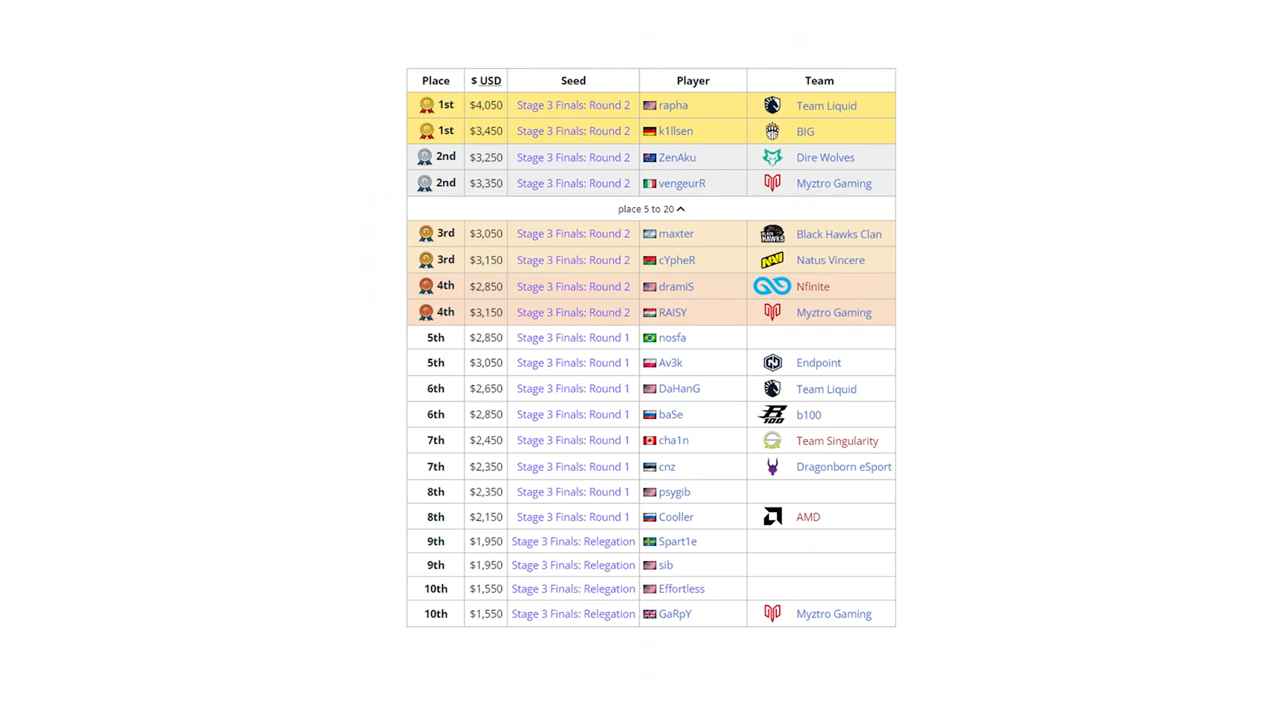 Place $ USD Seed Player Team
1st $4,050 Stage 3 Finals: Round 2 rapha Team Liquid
1st $3,450 Stage 3 Finals: Round 2 k1llsen BIG
2nd $3,250 Stage 3 Finals: Round 2 ZenAku Dire Wolves
2nd $3,350 Stage 3 Finals: Round 2 vengeurR Myztro Gaming
place 5 to 20
3rd $3,050 Stage 3 Finals: Round 2 maxter BLACK HAWKS Black Hawks Clan
3rd $3,150 Stage 3 Finals: Round 2 cYpheR NAVI Natus Vincere
4th $2,850 Stage 3 Finals: Round 2 dramiS Nfinite
4th $3,150 Stage 3 Finals: Round 2 RAISY Myztro Gaming
5th $2,850 Stage 3 Finals: Round 1 nosfa
5th $3,050 Stage 3 Finals: Round 1 Av3k Endpoint
6th $2,650 Stage 3 Finals: Round 1 DaHanG Team Liquid
6th $2,850 Stage 3 Finals: Round 1 baSe B100 b100
7th $2,450 Stage 3 Finals: Round 1 cha1n Team Singularity
7th $2,350 Stage 3 Finals: Round 1 cnz Dragonborn eSport
8th $2,350 Stage 3 Finals: Round 1 psygib
8th $2,150 Stage 3 Finals: Round 1 Cooller AMD
9th $1,950 Stage 3 Finals: Relegation Spart1e
9th $1,950 Stage 3 Finals: Relegation sib
10th $1,550 Stage 3 Finals: Relegation Effortless
10th $1,550 Stage 3 Finals: Relegation GaRpY Myztro Gaming